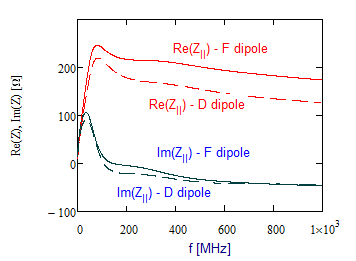 Re(Z), Im(Z) [Ω]
200
100
0
−100
Re(Z||) - F dipole
Re(Z||) - D dipole
Im(Z||) - F dipole
Im(Z||) - D dipole
0 200 400 600 800 1×10³
f [MHz]